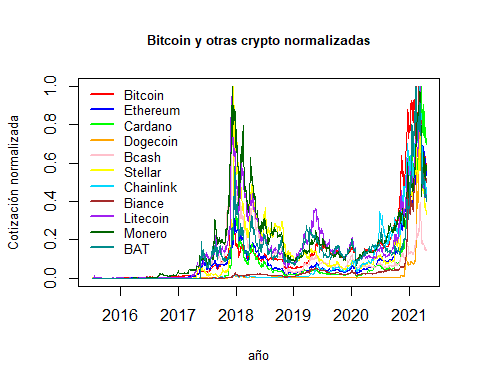 Bitcoin y otras crypto normalizadas
Cotización normalizada
1.0
0.8
0.6
0.4
0.2
0.0
Bitcoin
Ethereum
Cardano
Dogecoin
Bcash
Stellar
Chainlink
Biance
Litecoin
Monero
BAT
2016 2017 2018 2019 2020 2021
año